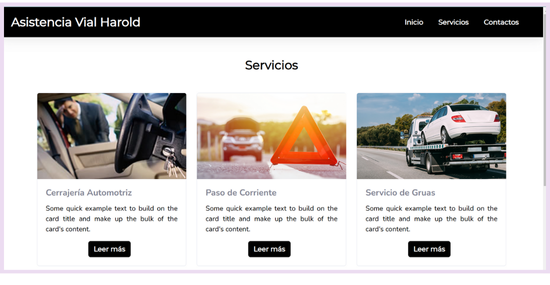 Asistencia Vial Harold
Inicio Servicios Contactos
Servicios
Cerrajería Automotriz
Some quick example text to build on the
card title and make up the bulk of the
card's content.
Leer más
Paso de Corriente
Some quick example text to build on the
card title and make up the bulk of the
card's content.
Leer más
Servicio de Gruas
Some quick example text to build on the
card title and make up the bulk of the
card's content.
Leer más